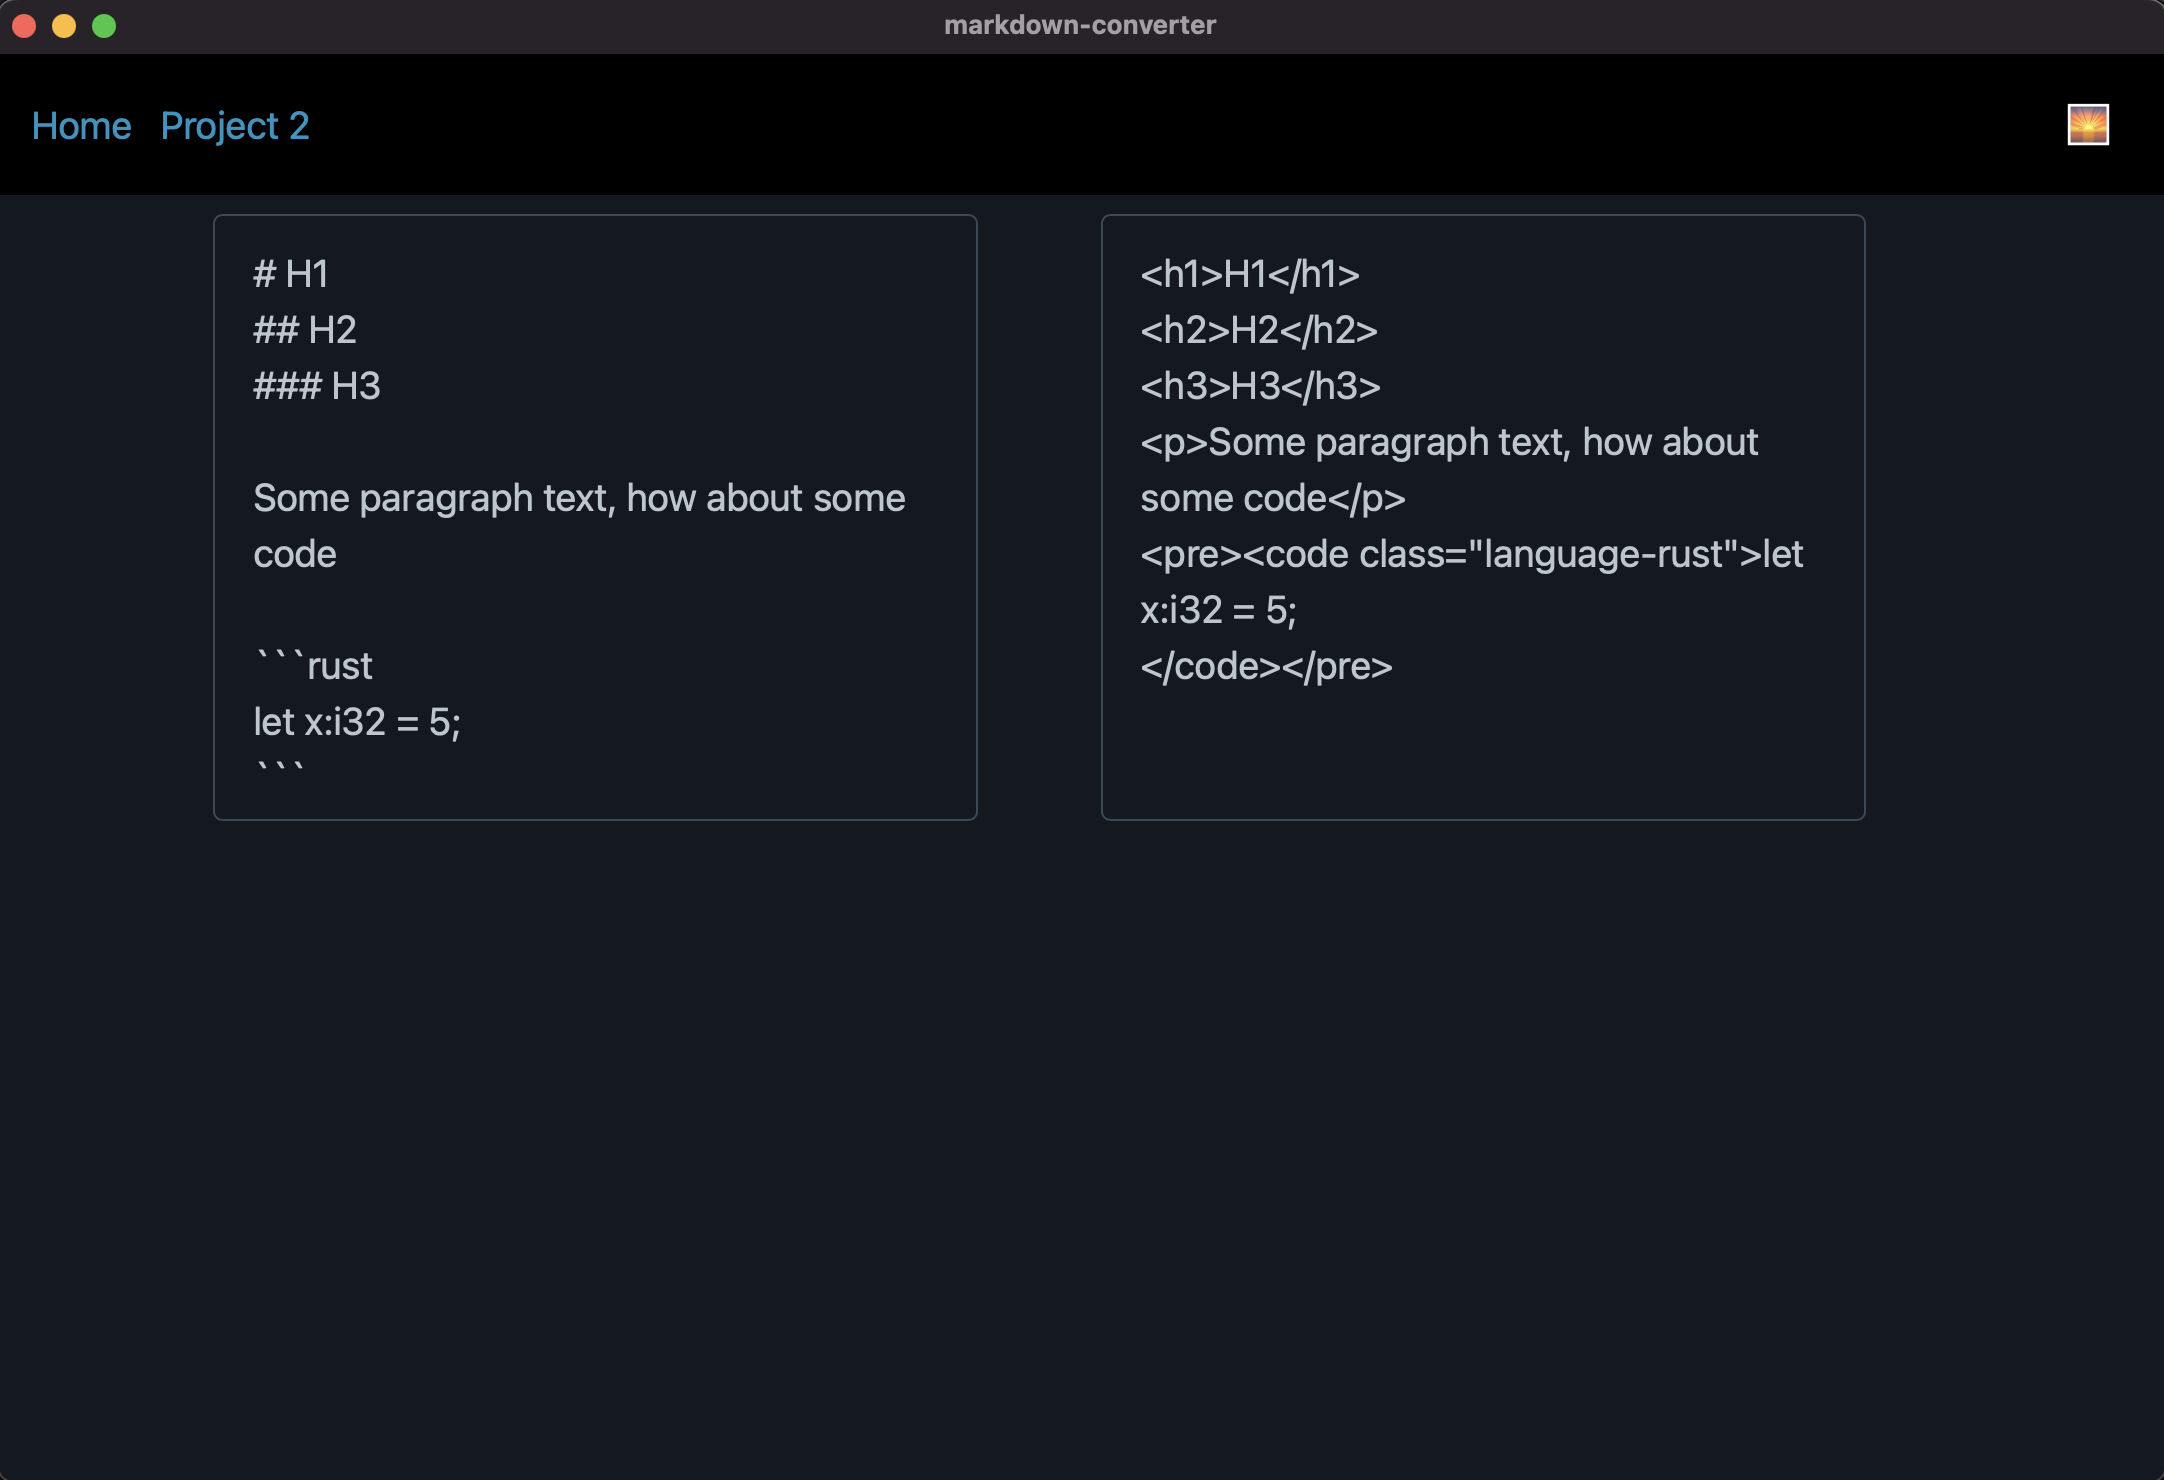 markdown-converter
Home Project 2
# H1
## H2
### H3
Some paragraph text, how about some
code
```rust
let x:i32 = 5;
```
<h1>H1</h1>
<h2>H2</h2>
<h3>H3</h3>
<p>Some paragraph text, how about
some code</p>
<pre><code class="language-rust">let
x:i32 = 5;
</code></pre>